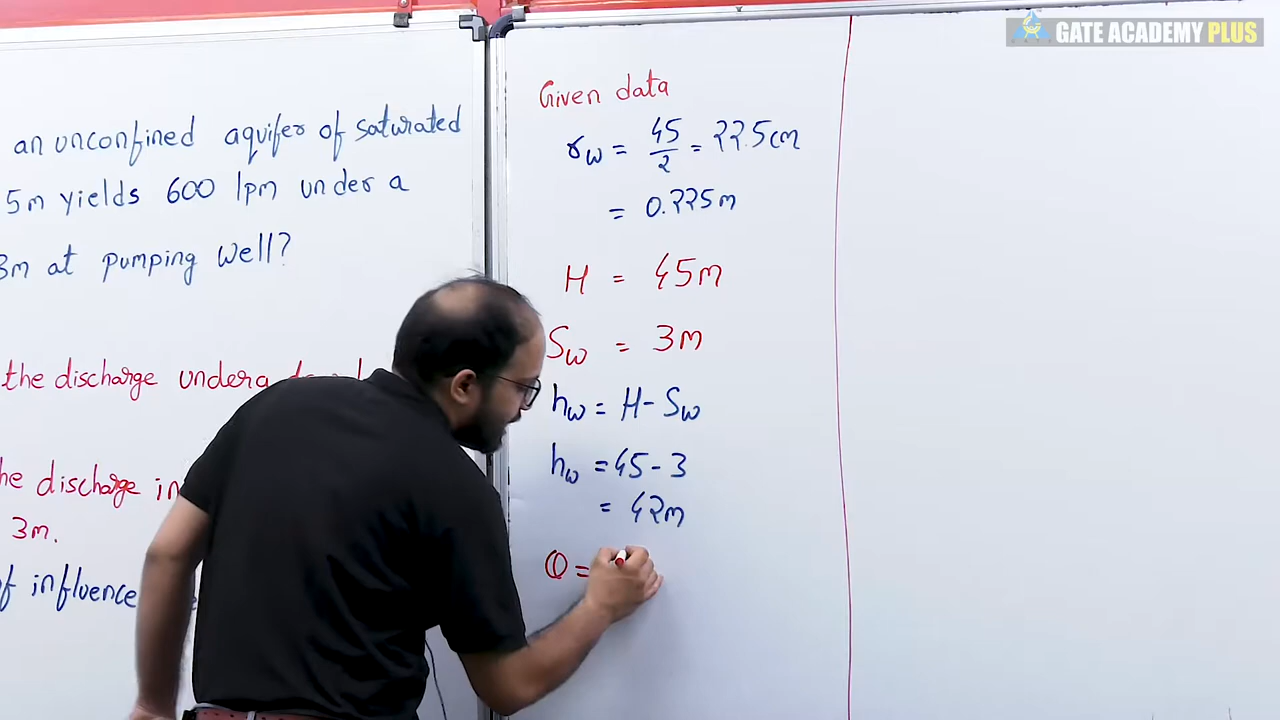 GATE ACADEMY PLUS
an unconfined aquifer of saturated
5m yields 600 lpm under a
3m at pumping well?
the discharge under a
the discharge in
3m.
of influence
Given data
rw = 45/2 = 22.5cm
= 0.225m
H = 45m
Sw = 3m
hw = H - Sw
hw = 45 - 3
= 42m
Q =